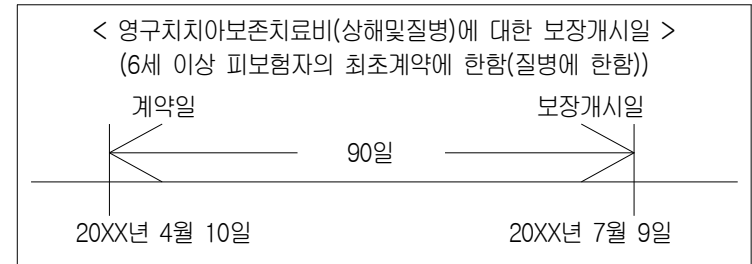 < 영구치치아보존치료비(상해및질병)에 대한 보장개시일 >
(6세 이상 피보험자의 최초계약에 한함(질병에 한함))
계약일 보장개시일
90일
20XX년 4월 10일 20XX년 7월 9일